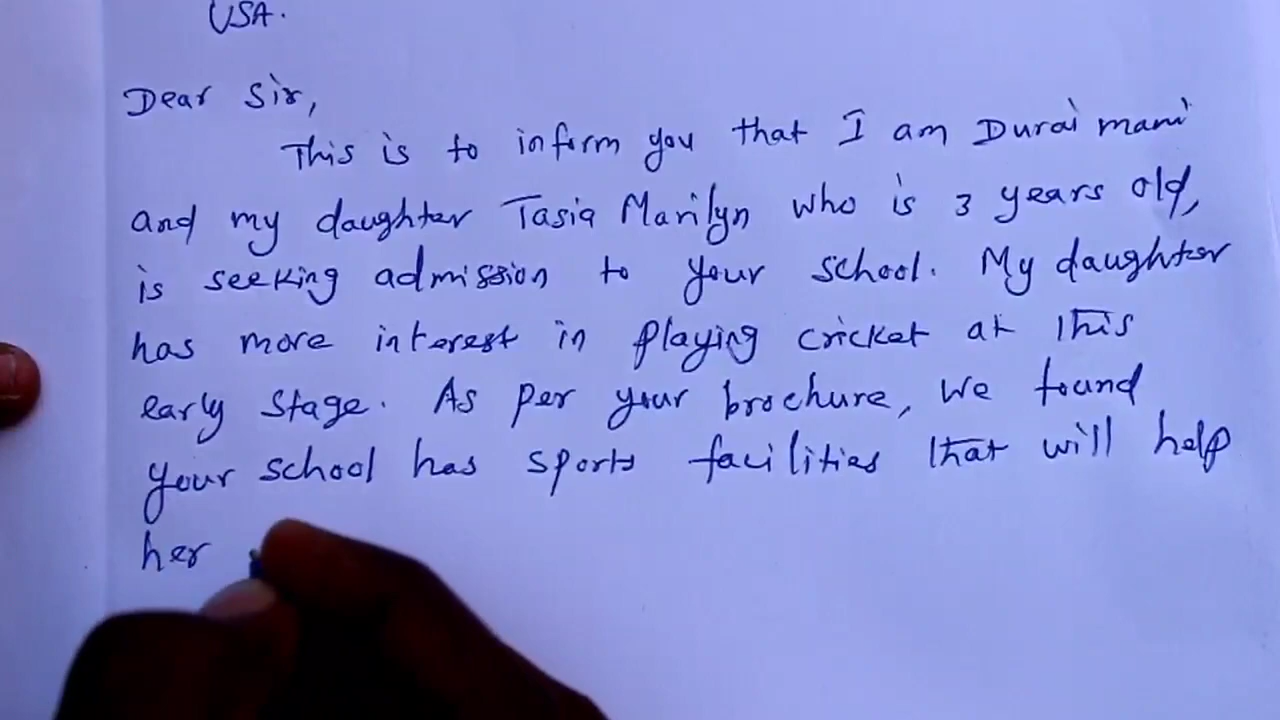 USA.
Dear Sir,
This is to inform you that I am Durai mani
and my daughter Tasia Marilyn who is 3 years old,
is seeking admission to your school. My daughter
has more interest in playing cricket at this
early stage. As per your brochure, we found
your school has sports facilities that will help
her